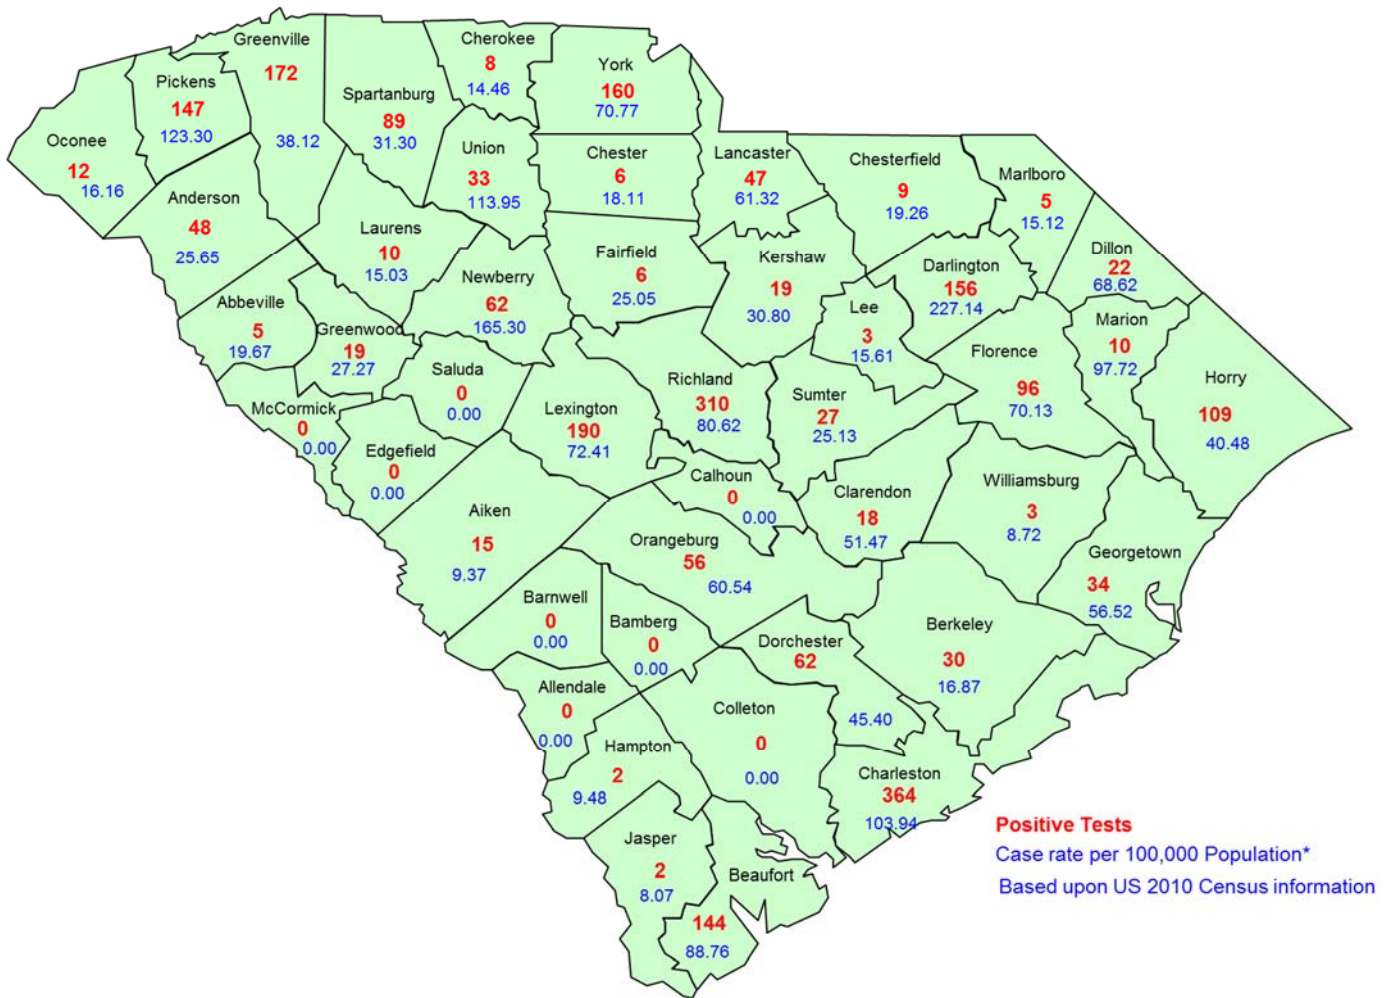 Greenville
172
38.12
Cherokee
8
14.46
York
160
70.77
Pickens
147
123.30
Spartanburg
89
31.30
Oconee
12
16.16
Union
33
113.95
Chester
6
18.11
Lancaster
47
61.32
Chesterfield
9
19.26
Marlboro
5
15.12
Anderson
48
25.65
Laurens
10
15.03
Dillon
22
68.62
Fairfield
6
25.05
Kershaw
19
30.80
Darlington
156
227.14
Newberry
62
165.30
Abbeville
5
19.67
Greenwood
19
27.27
Lee
3
15.61
Marion
10
97.72
Florence
96
70.13
Saluda
0
0.00
Richland
310
80.62
Horry
109
40.48
Sumter
27
25.13
McCormick
0
0.00
Lexington
190
72.41
Edgefield
0
0.00
Calhoun
0
0.00
Williamsburg
3
8.72
Clarendon
18
51.47
Aiken
15
9.37
Orangeburg
56
60.54
Georgetown
34
56.52
Barnwell
0
0.00
Bamberg
0
0.00
Berkeley
30
16.87
Dorchester
62
45.40
Allendale
0
0.00
Colleton
0
0.00
Hampton
2
9.48
Charleston
364
103.94
Jasper
2
8.07
Beaufort
144
88.76
Positive Tests
Case rate per 100,000 Population*
Based upon US 2010 Census information